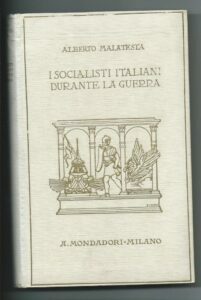 ALBERTO MALATESTA
I SOCIALISTI ITALIANI
DURANTE LA GUERRA
A. MONDADORI - MILANO